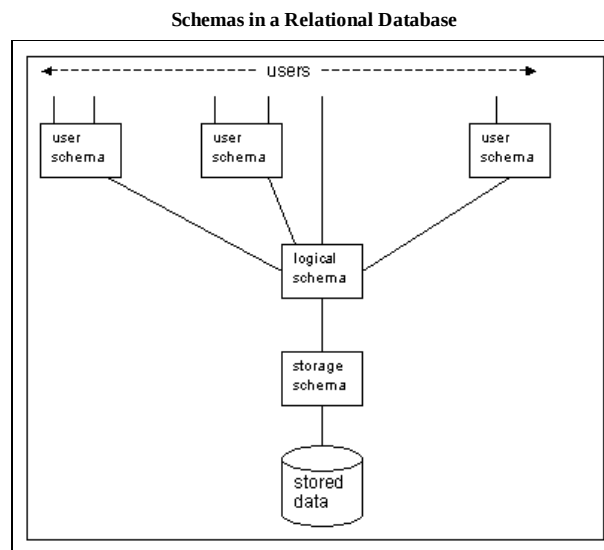 Schemas in a Relational Database
users
user
schema
user
schema
user
schema
logical
schema
storage
schema
stored
data